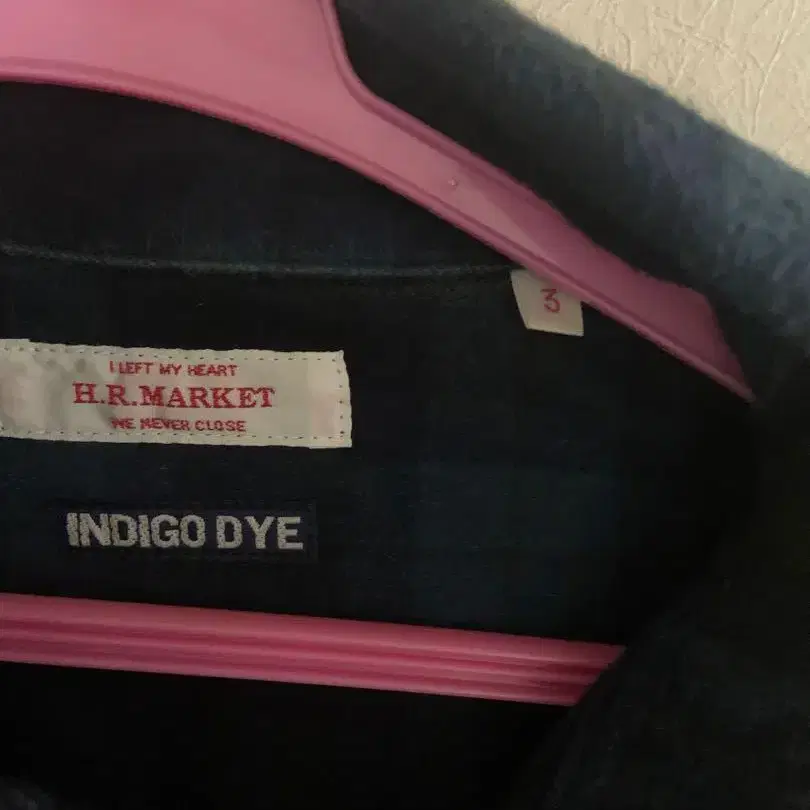 3
I LEFT MY HEART
H.R.MARKET
WE NEVER CLOSE
INDIGO DYE